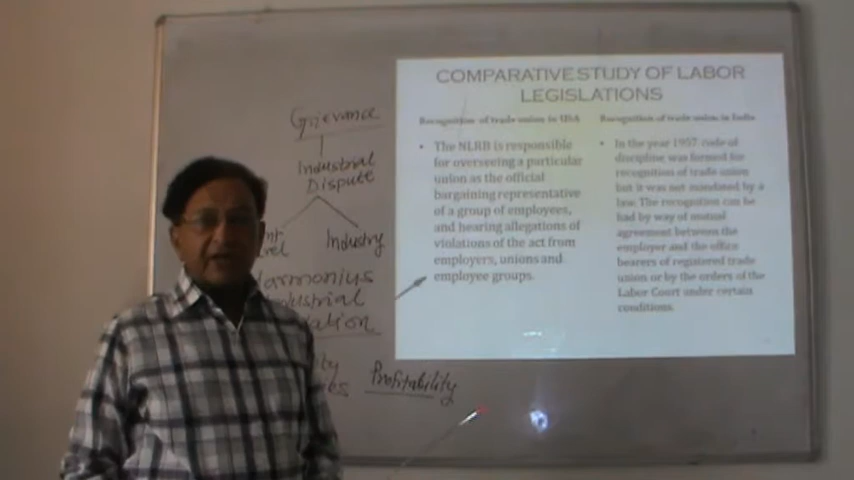 COMPARATIVE STUDY OF LABOR
LEGISLATIONS
Recognition of trade union in USA
• The NLRB is responsible
for overseeing a particular
union as the official
bargaining representative
of a group of employees,
and hearing allegations of
violations of the act from
employers, unions and
employee groups.
Recognition of trade union in India
• In the year 1957 code of
discipline was formed for
recognition of trade union
but it was not mandated by a
law. The recognition can be
had by way of mutual
agreement between the
employer and the office
bearers of registered trade
union or by the orders of the
Labor Court under certain
conditions.
Grievance
Industrial
Dispute
Industry
Harmonius
Industrial
Profitability